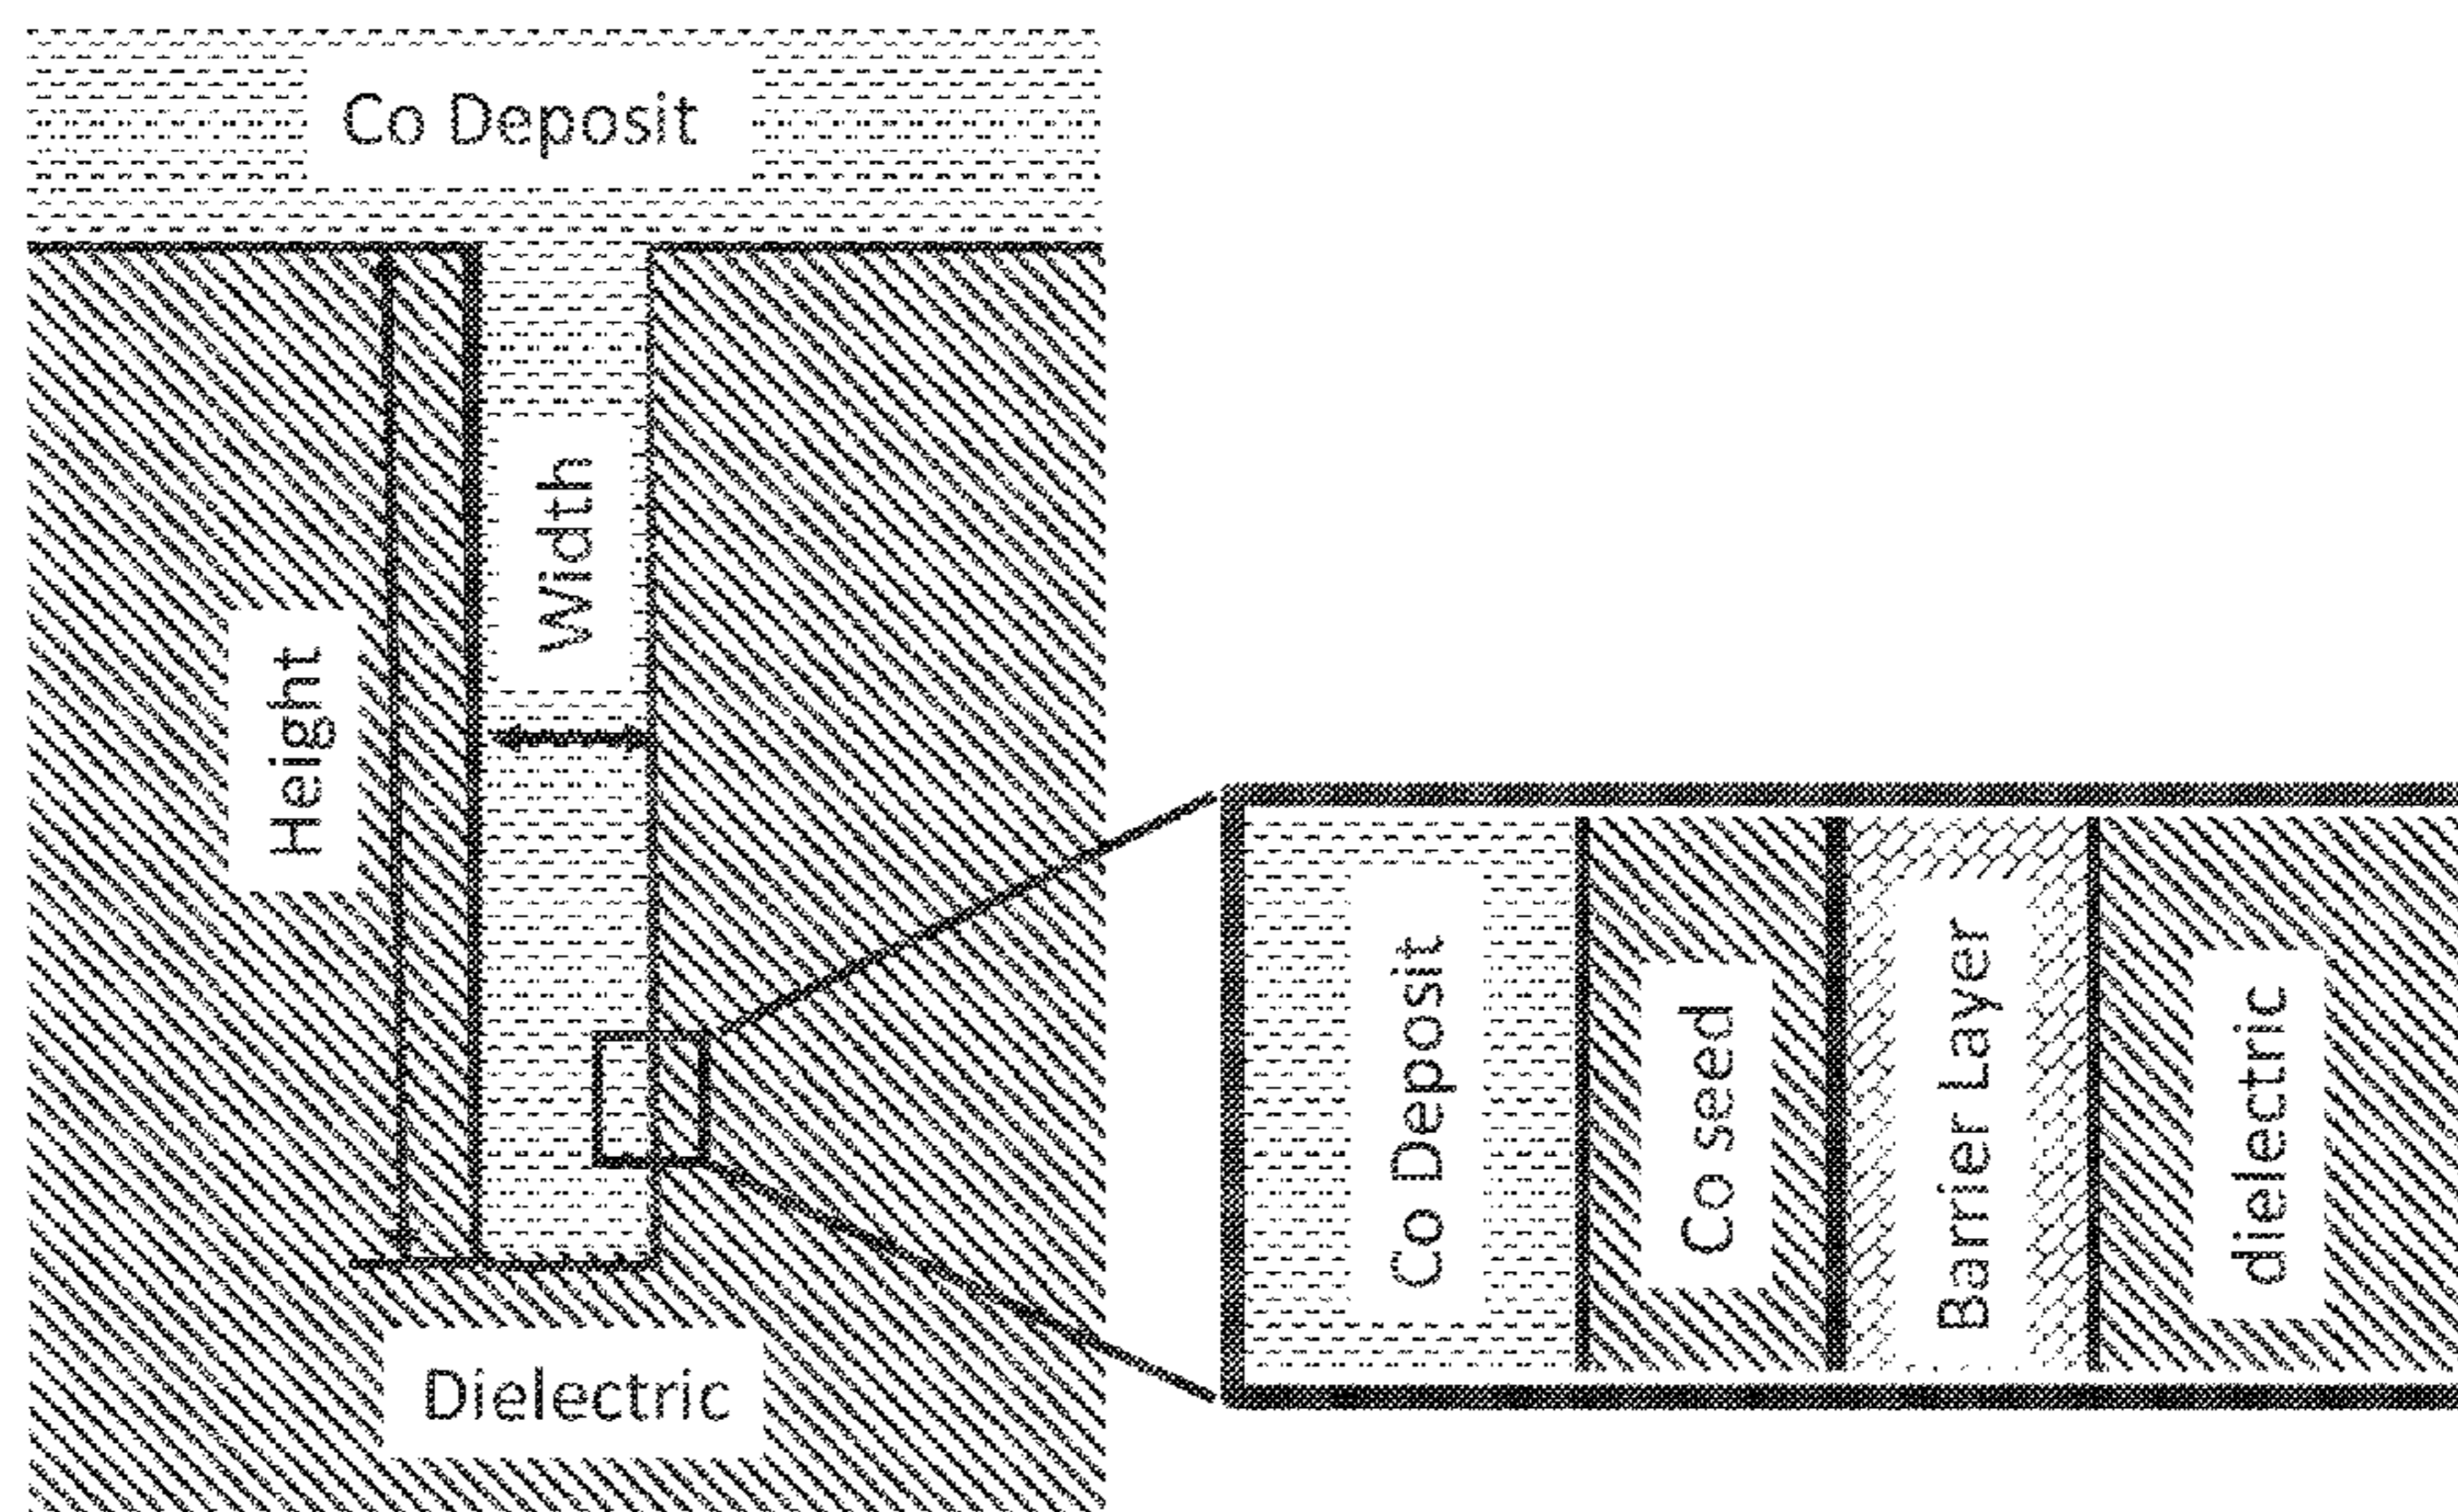 Co Deposit
Width
Height
Dielectric
Co Deposit
Co seed
Barrier Layer
dielectric